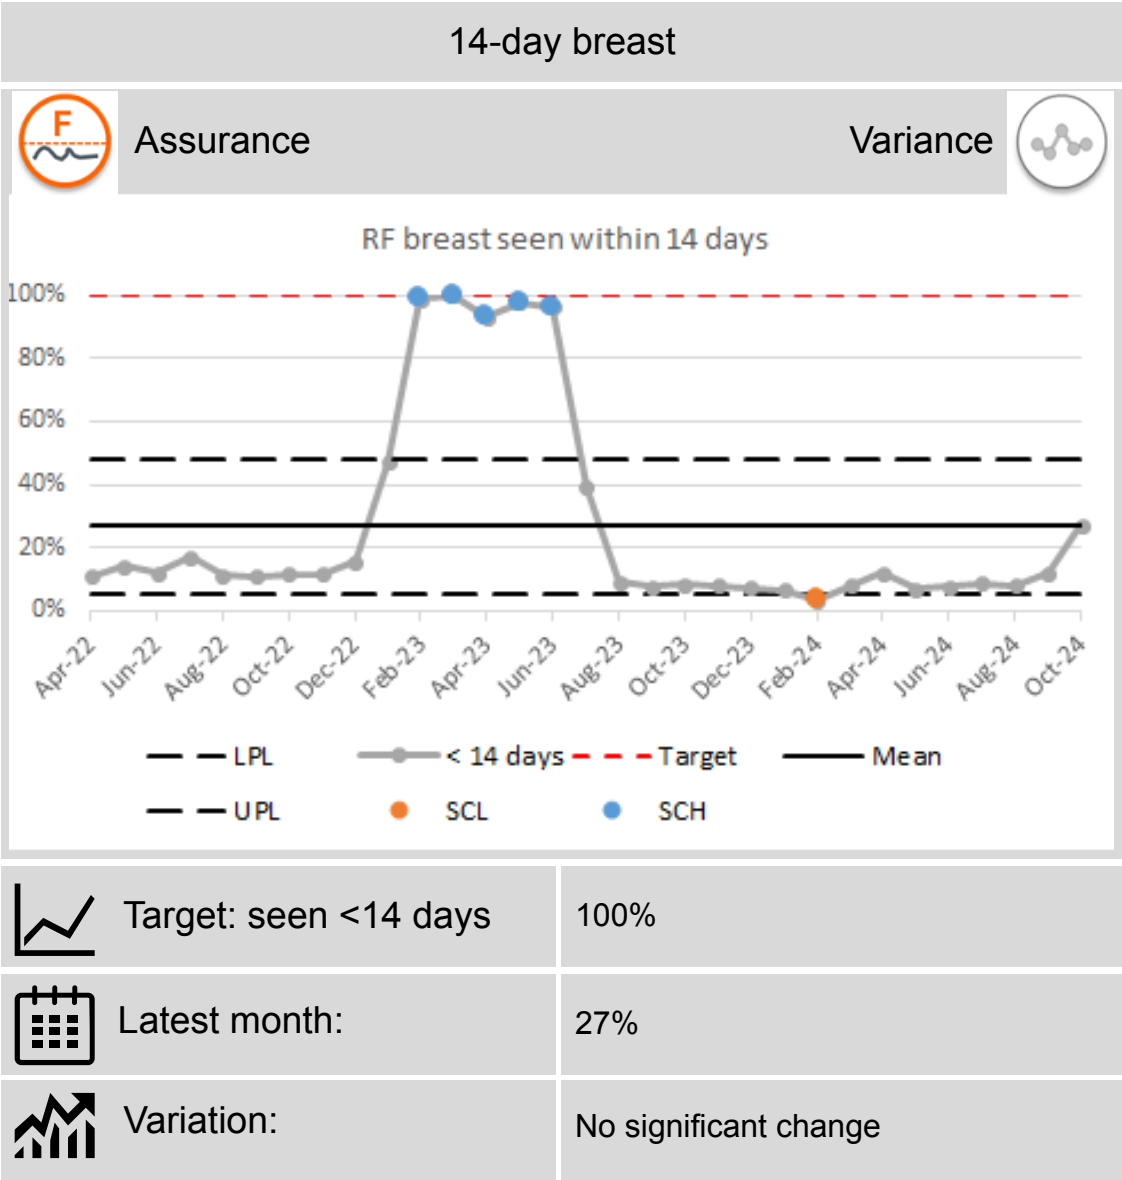 14-day breast
F
Assurance
Variance
RF breast seen within 14 days
100%
80%
60%
40%
20%
0%
Apr-22
Jun-22
Aug-22
Oct-22
Dec-22
Feb-23
Apr-23
Jun-23
Aug-23
Oct-23
Dec-23
Feb-24
Apr-24
Jun-24
Aug-24
Oct-24
LPL
< 14 days
Target
Mean
UPL
SCL
SCH
Target: seen <14 days
100%
Latest month:
27%
Variation:
No significant change